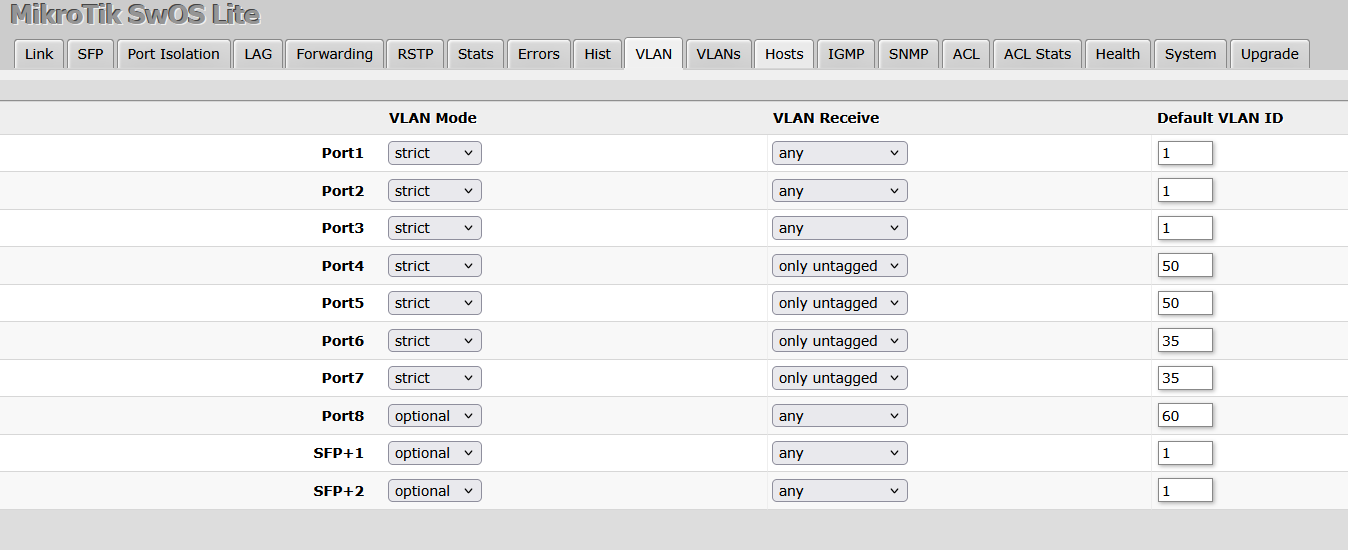 MikroTik SwOS Lite
Link SFP Port Isolation LAG Forwarding RSTP Stats Errors Hist VLAN VLANs Hosts IGMP SNMP ACL ACL Stats Health System Upgrade
VLAN Mode VLAN Receive Default VLAN ID
Port1 strict any 1
Port2 strict any 1
Port3 strict any 1
Port4 strict only untagged 50
Port5 strict only untagged 50
Port6 strict only untagged 35
Port7 strict only untagged 35
Port8 optional any 60
SFP+1 optional any 1
SFP+2 optional any 1